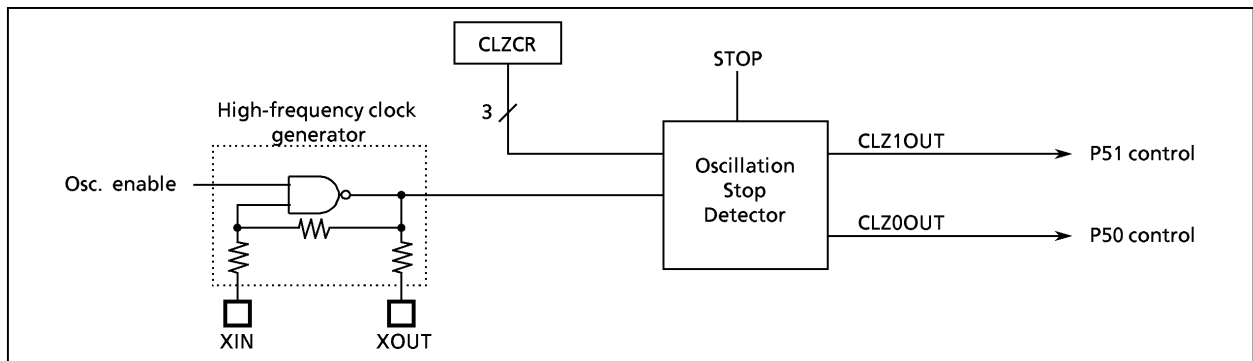 CLZCR
STOP
3
High-frequency clock
generator
Osc. enable
Oscillation
Stop
Detector
CLZ1OUT
P51 control
CLZ0OUT
P50 control
XIN
XOUT